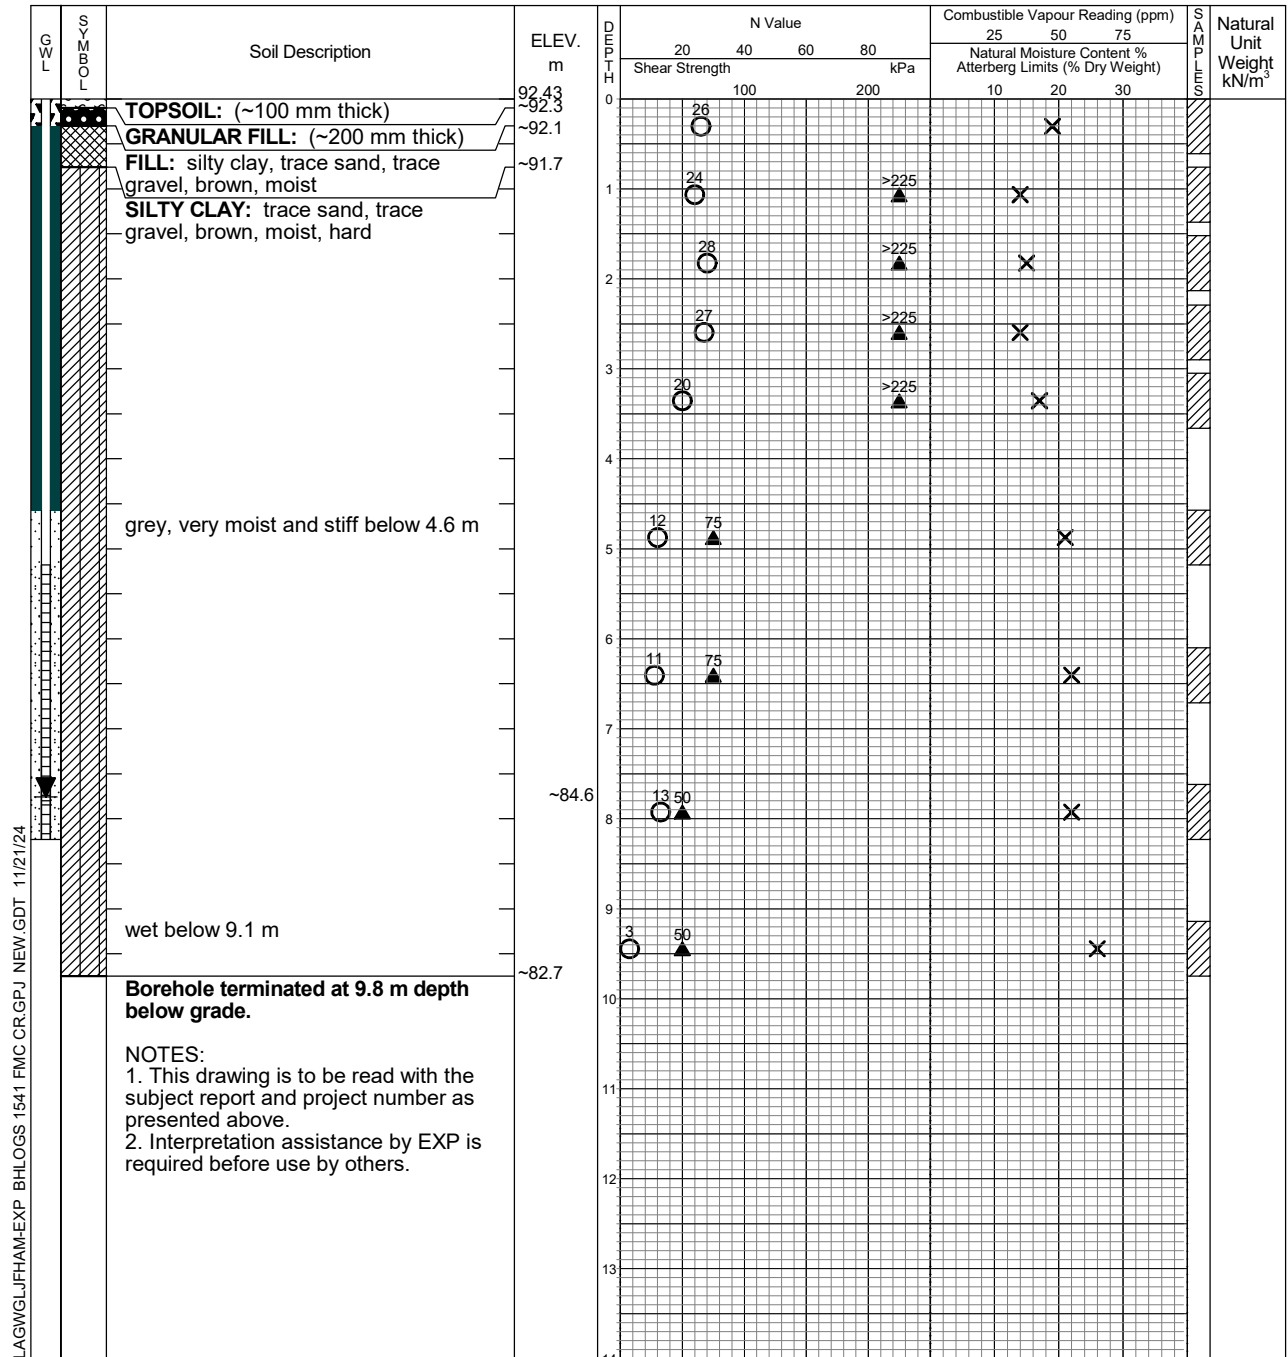 GWL
SYMBOL
Soil Description
ELEV.
m
DEPTH
N Value
20 40 60 80
Shear Strength kPa
100 200
Combustible Vapour Reading (ppm)
25 50 75
Natural Moisture Content %
Atterberg Limits (% Dry Weight)
10 20 30
SAMPLES
Natural
Unit
Weight
kN/m³
92.43
TOPSOIL: (~100 mm thick) ~92.3
GRANULAR FILL: (~200 mm thick) ~92.1
FILL: silty clay, trace sand, trace ~91.7
gravel, brown, moist
SILTY CLAY: trace sand, trace
gravel, brown, moist, hard
grey, very moist and stiff below 4.6 m
~84.6
wet below 9.1 m
~82.7
Borehole terminated at 9.8 m depth
below grade.
NOTES:
1. This drawing is to be read with the
subject report and project number as
presented above.
2. Interpretation assistance by EXP is
required before use by others.
0
26
1
24 >225
28 >225
2
27 >225
3
20 >225
4
12 75
5
6
11 75
7
13 50
8
9
3 50
10
11
12
13
LAGWGLJFHAM-EXP BHLOGS 1541 FMC CR.GPJ NEW.GDT 11/21/24